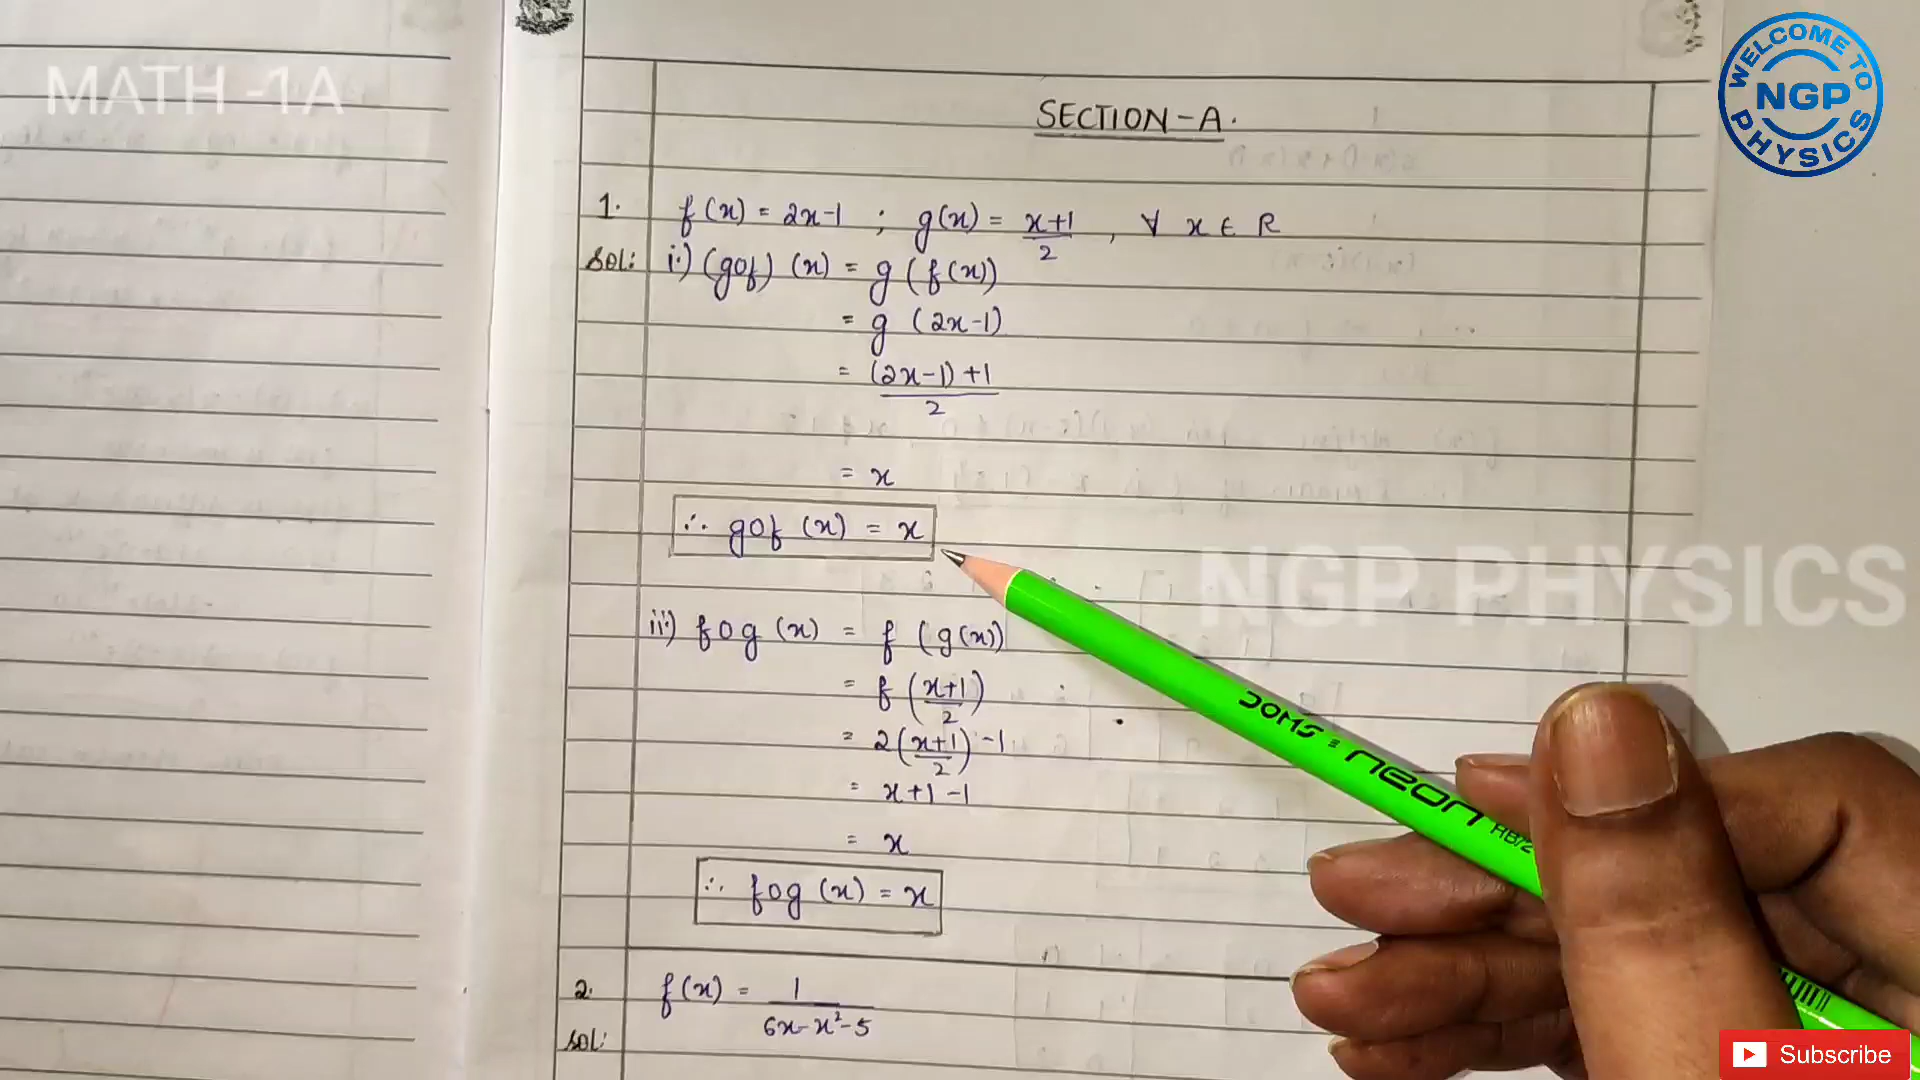 MATH -1A
WELCOME TO
NGP
PHYSICS
SECTION-A.
1. f(x) = 2x-1 ; g(x) = x+1/2 , ∀ x ∈ R
Sol: i.) (gof) (x) = g (f(x))
= g (2x-1)
= (2x-1)+1/2
= x
∴ gof (x) = x
NGP PHYSICS
ii) fog (x) = f (g(x))
= f (x+1/2)
= 2(x+1/2) -1
= x+1-1
= x
∴ fog (x) = x
DOMS neon HB/2
2. f(x) = 1/6x-x²-5
Sol:
Subscribe